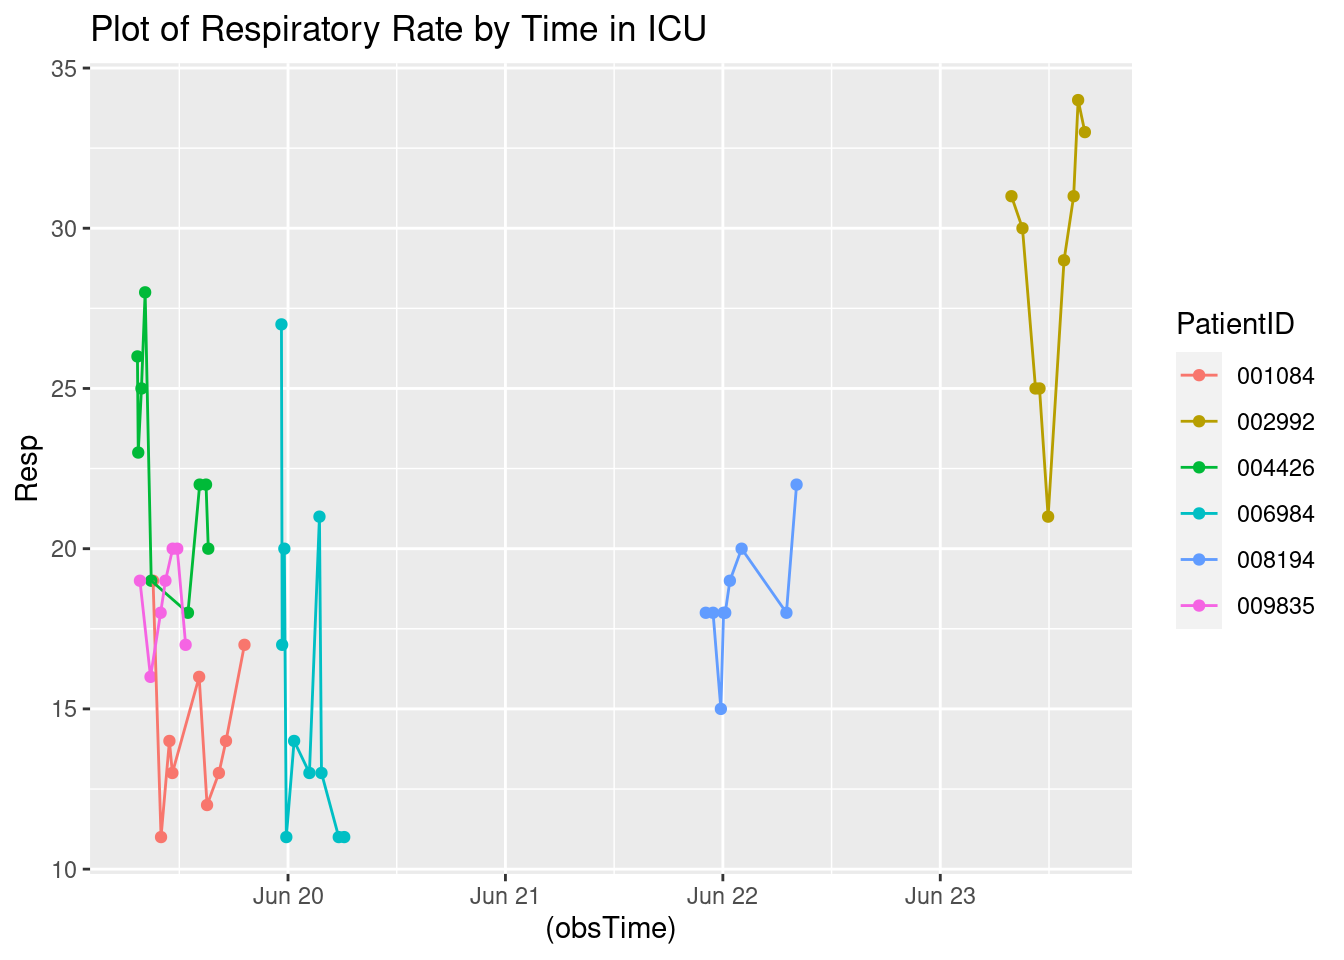 Plot of Respiratory Rate by Time in ICU
35
30
25
20
15
10
Resp
Jun 20
Jun 21
Jun 22
Jun 23
(obsTime)
PatientID
001084
002992
004426
006984
008194
009835